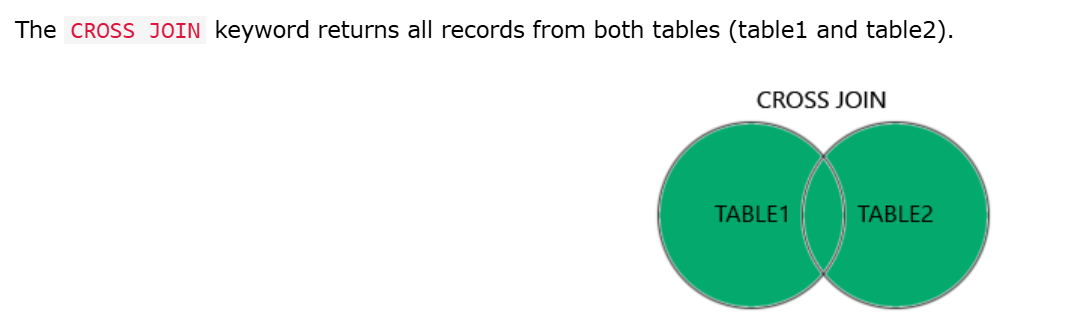 The CROSS JOIN keyword returns all records from both tables (table1 and table2).
CROSS JOIN
TABLE1 TABLE2